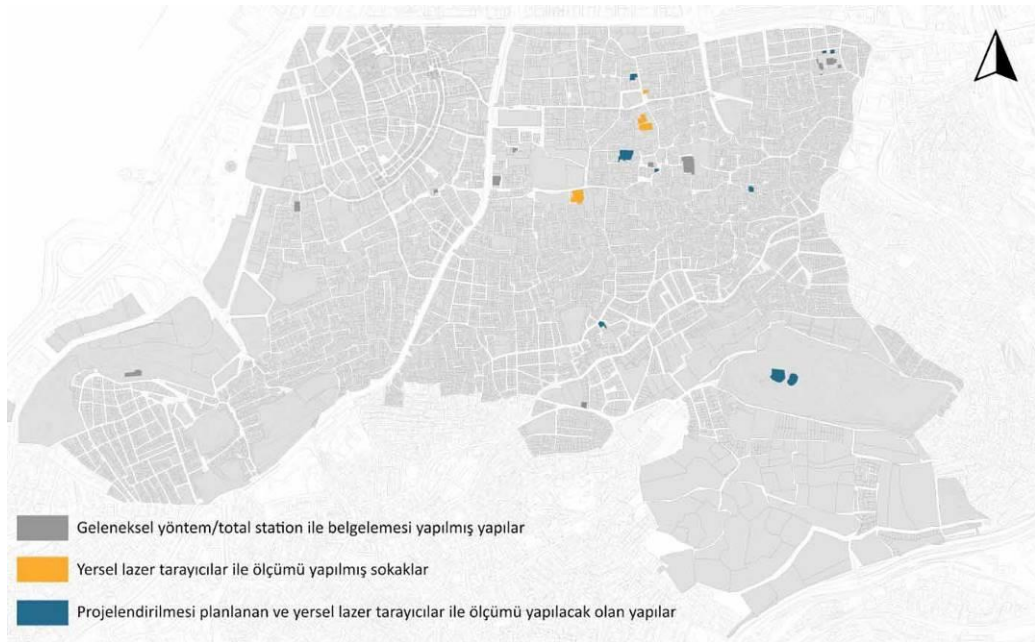 Geleneksel yöntem/total station ile belgelemesi yapılmış yapılar
Yersel lazer tarayıcılar ile ölçümü yapılmış sokaklar
Projelendirilmesi planlanan ve yersel lazer tarayıcılar ile ölçümü yapılacak olan yapılar